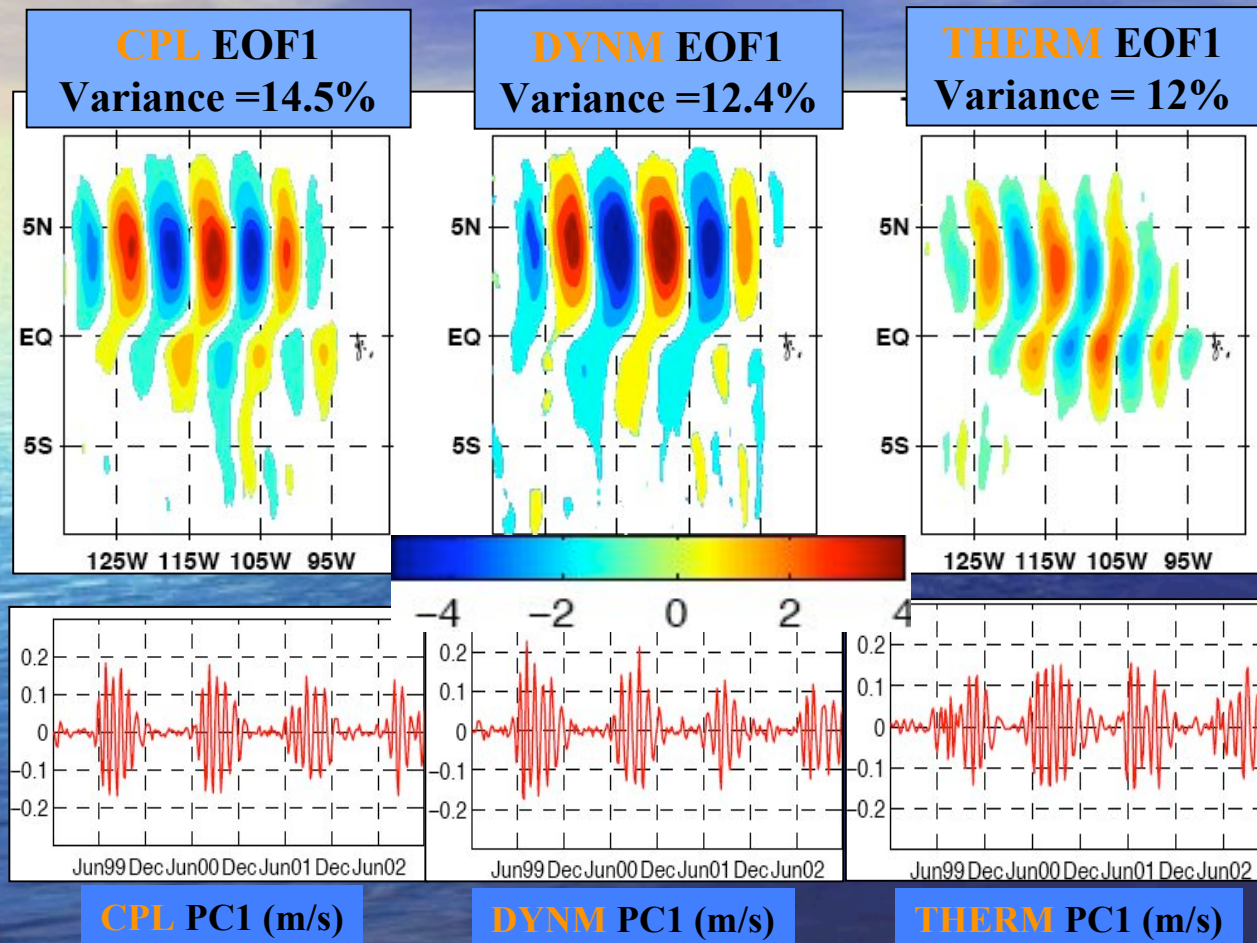 CPL EOF1
Variance =14.5%
DYNM EOF1
Variance =12.4%
THERM EOF1
Variance = 12%
5N
EQ
5S
125W 115W 105W 95W
5N
EQ
5S
125W 115W 105W 95W
−4 −2 0 2 4
0.2
0.1
0
−0.1
−0.2
Jun99 Dec Jun00 Dec Jun01 Dec Jun02
0.2
0.1
0
−0.1
−0.2
Jun99 Dec Jun00 Dec Jun01 Dec Jun02
0.2
0.1
0
−0.1
−0.2
Jun99 Dec Jun00 Dec Jun01 Dec Jun02
CPL PC1 (m/s)
DYNM PC1 (m/s)
THERM PC1 (m/s)